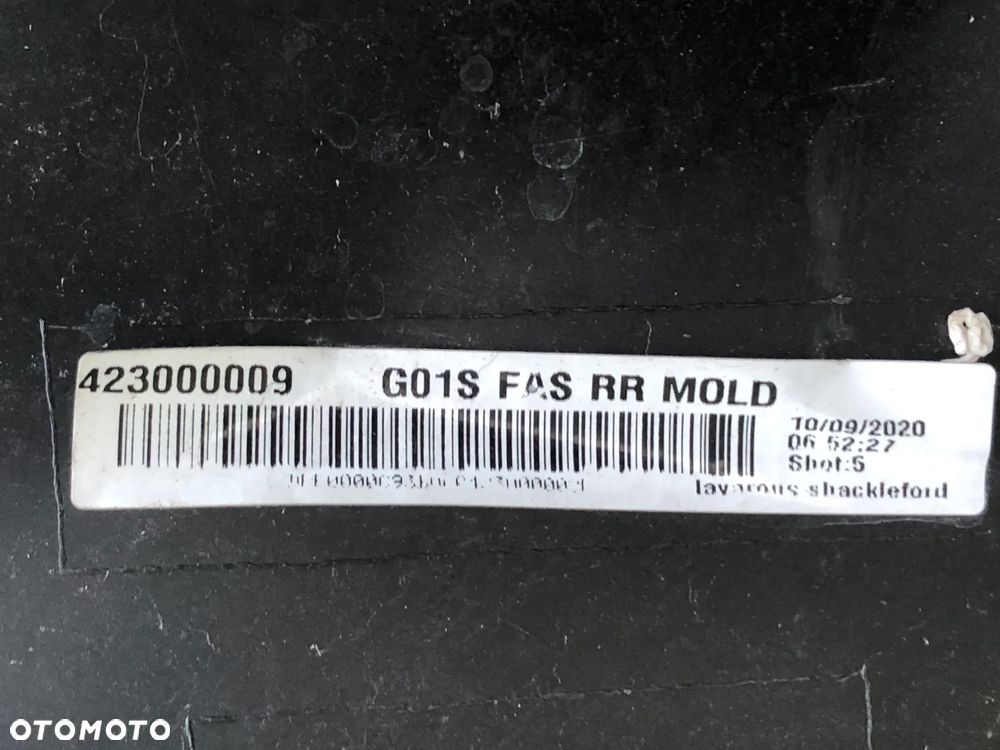 423000009 G01S FAS RR MOLD
10/09/2020
06 52:27
Shot:5
lavarous shackleford
OTOMOTO